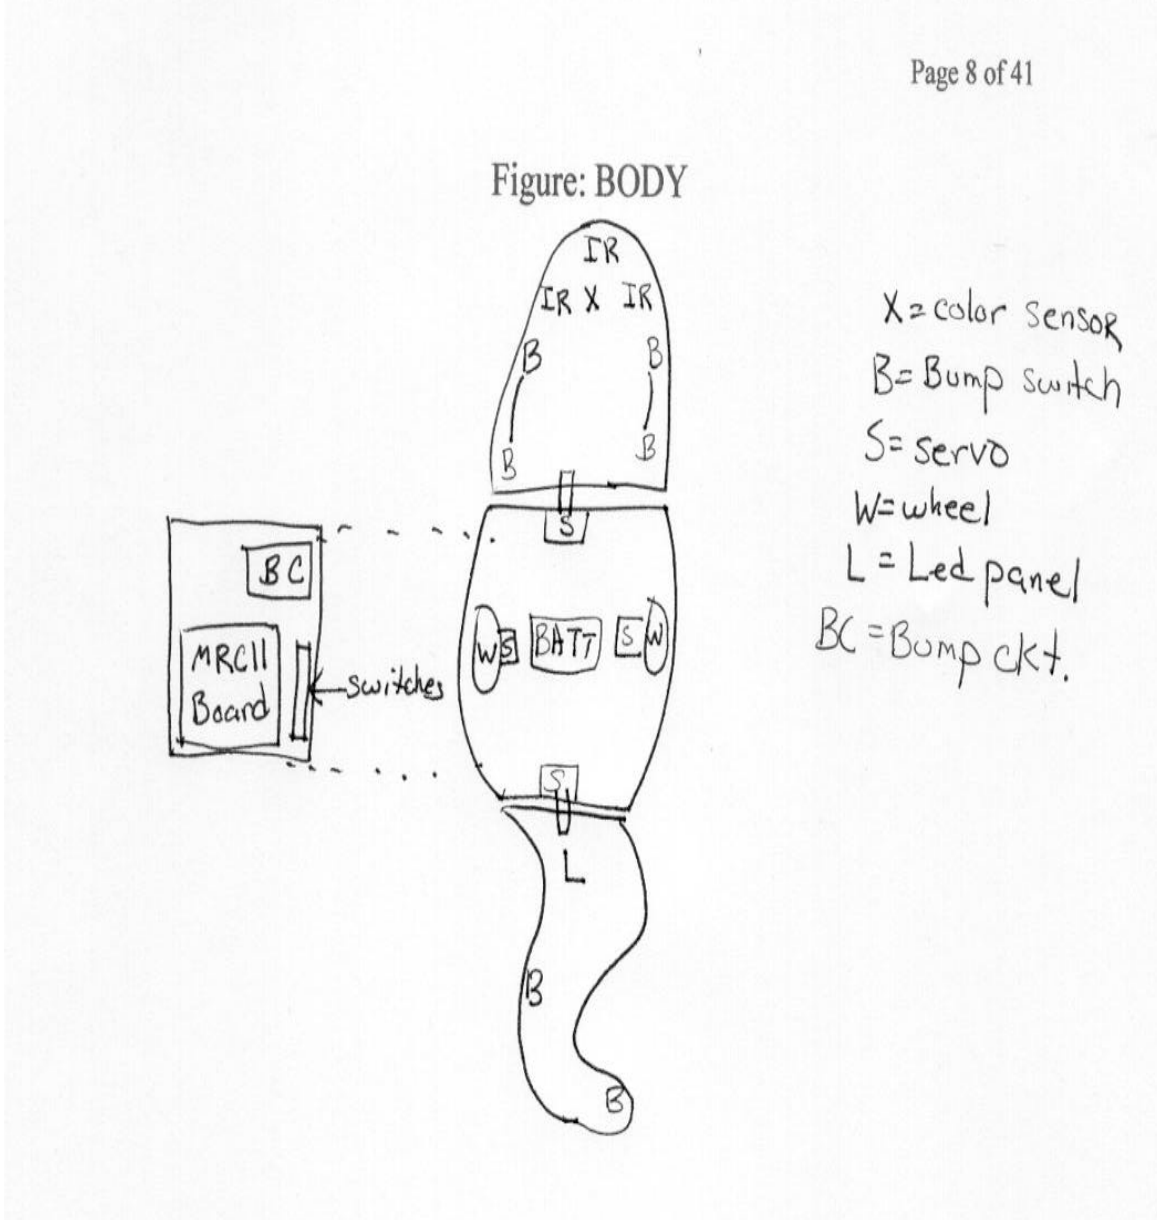 Page 8 of 41
Figure: BODY
IR
IR X IR
B B
B B
S
BC
MRC11
Board
switches
W S BATT S W
S
L
B
B
X = color sensor
B = Bump switch
S = servo
W = wheel
L = Led panel
BC = Bump ckt.